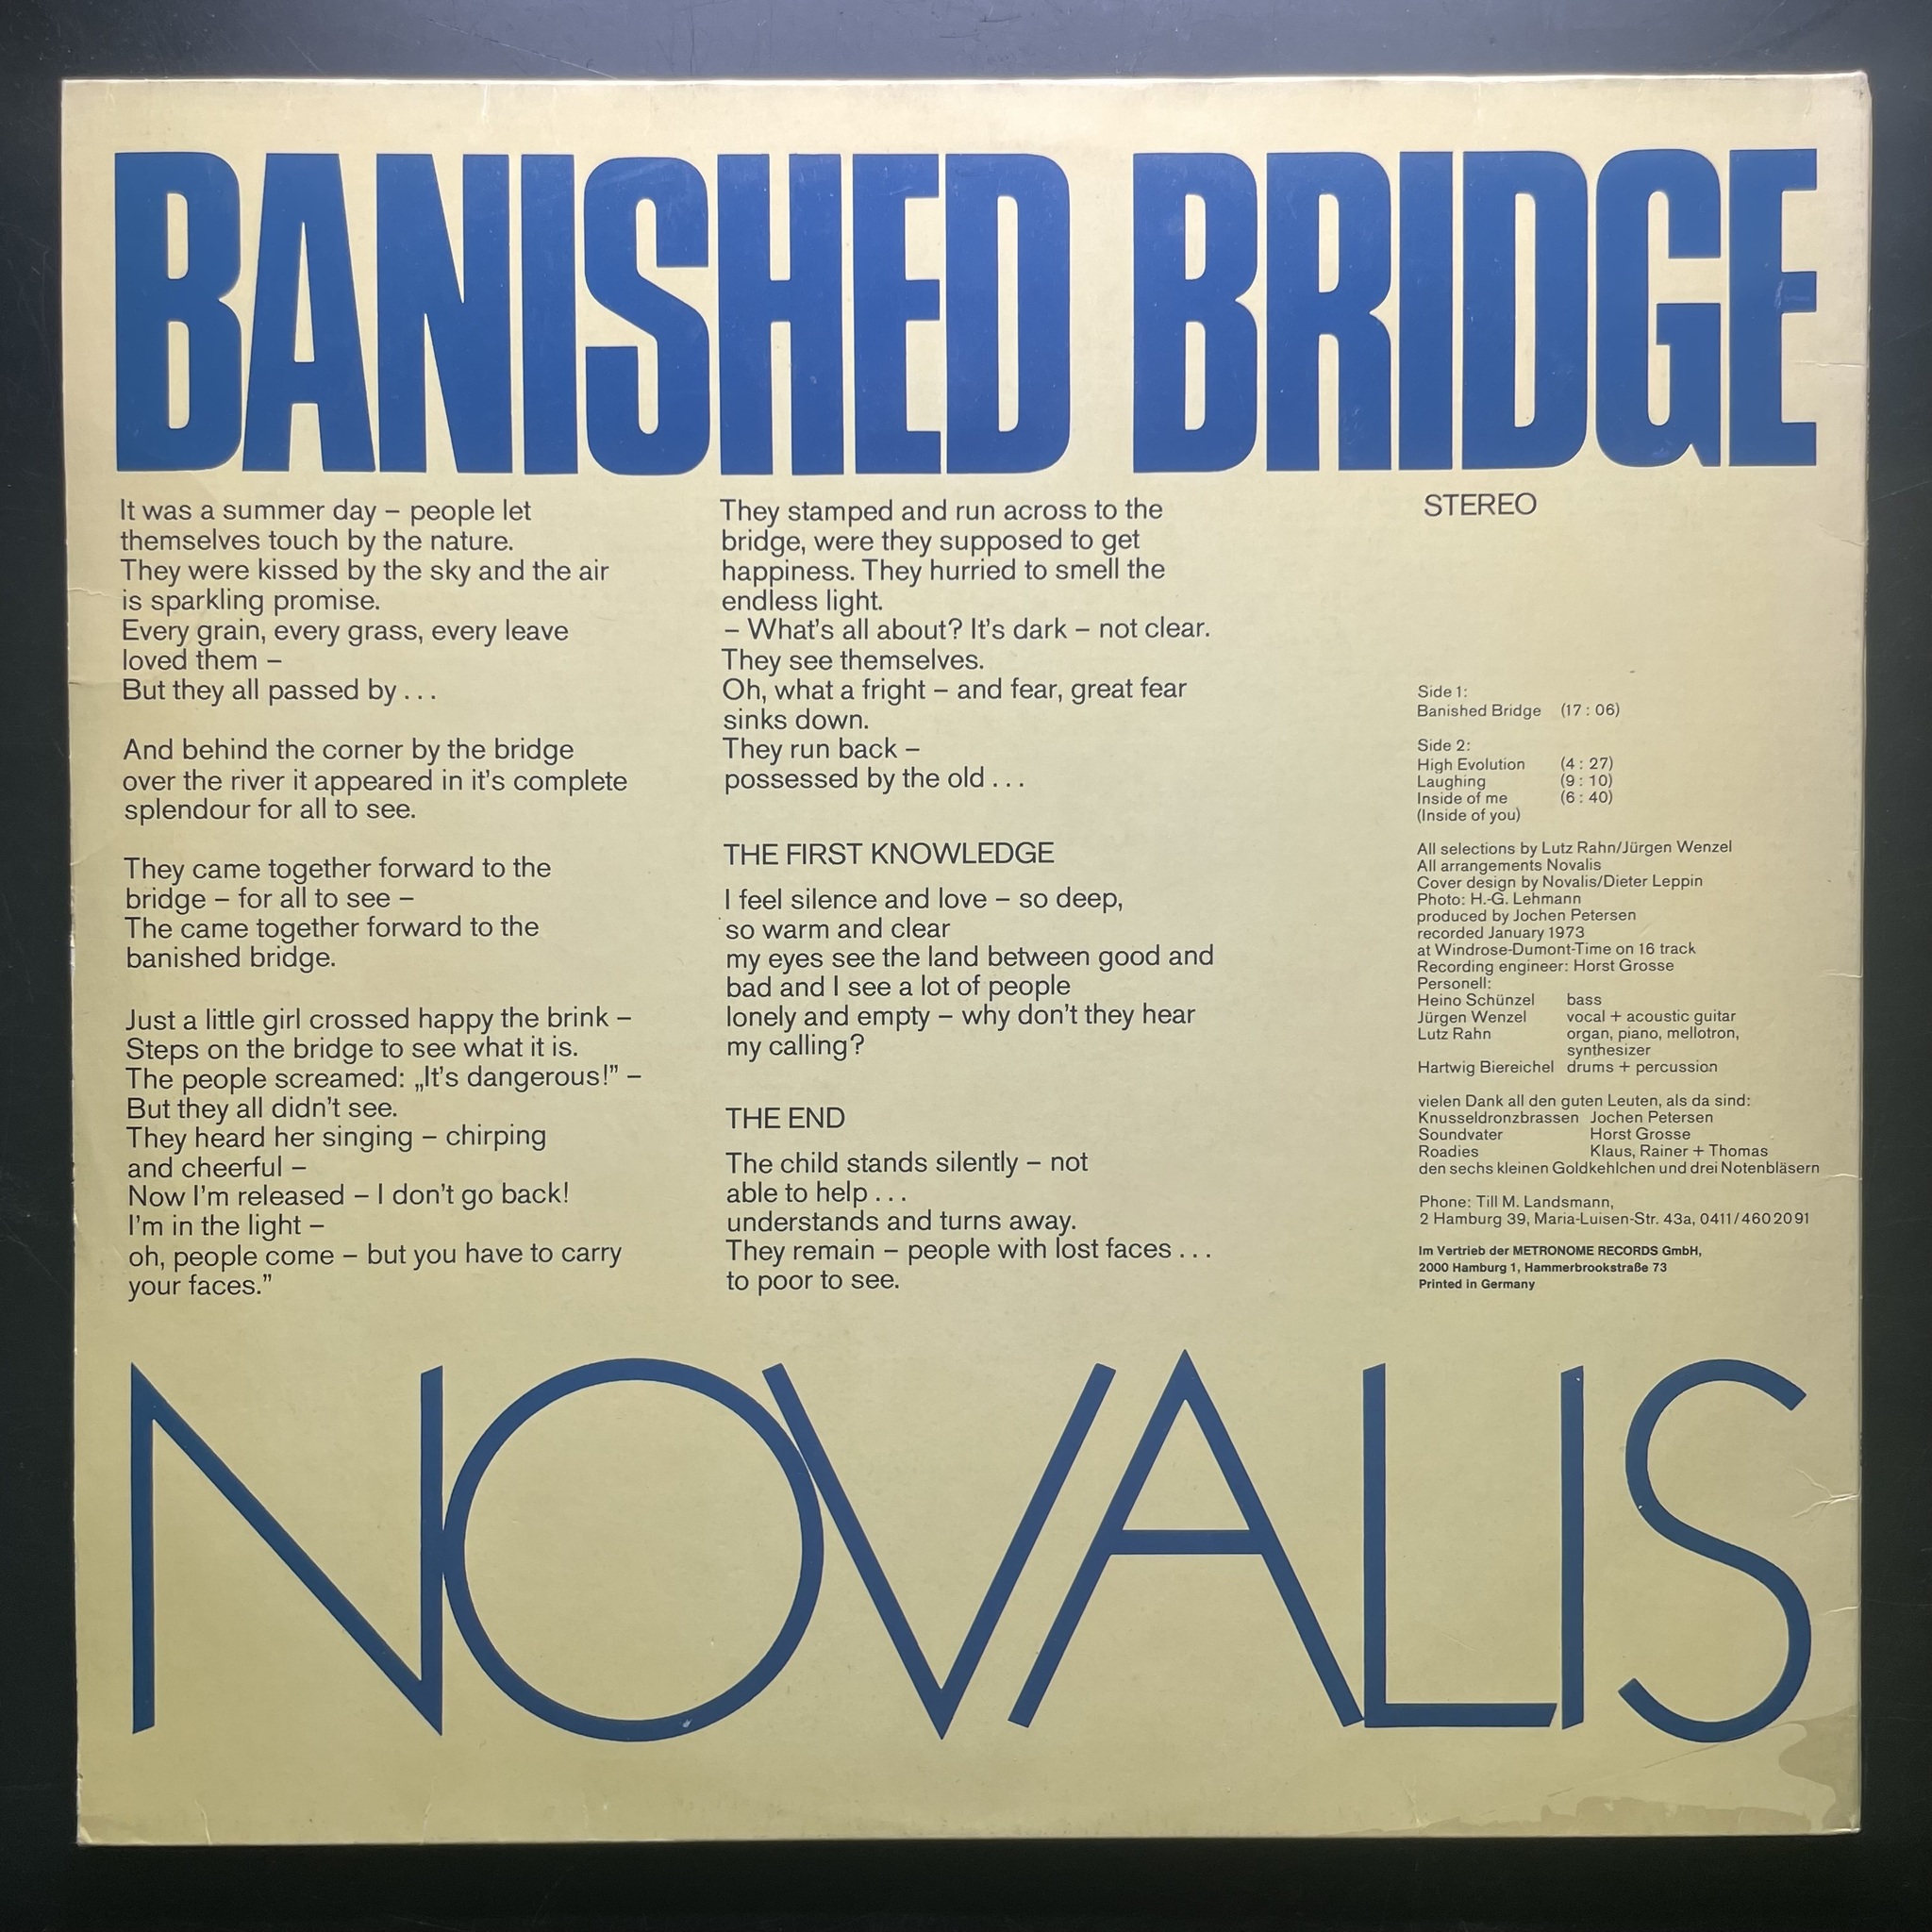 BANISHED BRIDGE
It was a summer day – people let
themselves touch by the nature.
They were kissed by the sky and the air
is sparkling promise.
Every grain, every grass, every leave
loved them –
But they all passed by . . .
And behind the corner by the bridge
over the river it appeared in it's complete
splendour for all to see.
They came together forward to the
bridge – for all to see –
The came together forward to the
banished bridge.
Just a little girl crossed happy the brink –
Steps on the bridge to see what it is.
The people screamed: „It's dangerous!” –
But they all didn't see.
They heard her singing – chirping
and cheerful –
Now I'm released – I don't go back!
I'm in the light –
oh, people come – but you have to carry
your faces.”
They stamped and run across to the
bridge, were they supposed to get
happiness. They hurried to smell the
endless light.
– What's all about? It's dark – not clear.
They see themselves.
Oh, what a fright – and fear, great fear
sinks down.
They run back –
possessed by the old . . .
THE FIRST KNOWLEDGE
I feel silence and love – so deep,
so warm and clear
my eyes see the land between good and
bad and I see a lot of people
lonely and empty – why don't they hear
my calling?
THE END
The child stands silently – not
able to help . . .
understands and turns away.
They remain – people with lost faces . . .
to poor to see.
STEREO
Side 1:
Banished Bridge (17 : 06)
Side 2:
High Evolution (4 : 27)
Laughing (9 : 10)
Inside of me (6 : 40)
(Inside of you)
All selections by Lutz Rahn/Jürgen Wenzel
All arrangements Novalis
Cover design by Novalis/Dieter Leppin
Photo: H.-G. Lehmann
produced by Jochen Petersen
recorded January 1973
at Windrose-Dumont-Time on 16 track
Recording engineer: Horst Grosse
Personell:
Heino Schünzel bass
Jürgen Wenzel vocal + acoustic guitar
Lutz Rahn organ, piano, mellotron,
synthesizer
Hartwig Biereichel drums + percussion
vielen Dank all den guten Leuten, als da sind:
Knusseldronzbrassen Jochen Petersen
Soundvater Horst Grosse
Roadies Klaus, Rainer + Thomas
den sechs kleinen Goldkehlchen und drei Notenbläsern
Phone: Till M. Landsmann,
2 Hamburg 39, Maria-Luisen-Str. 43a, 0411/4602091
Im Vertrieb der METRONOME RECORDS GmbH,
2000 Hamburg 1, Hammerbrookstraße 73
Printed in Germany
NOVALIS